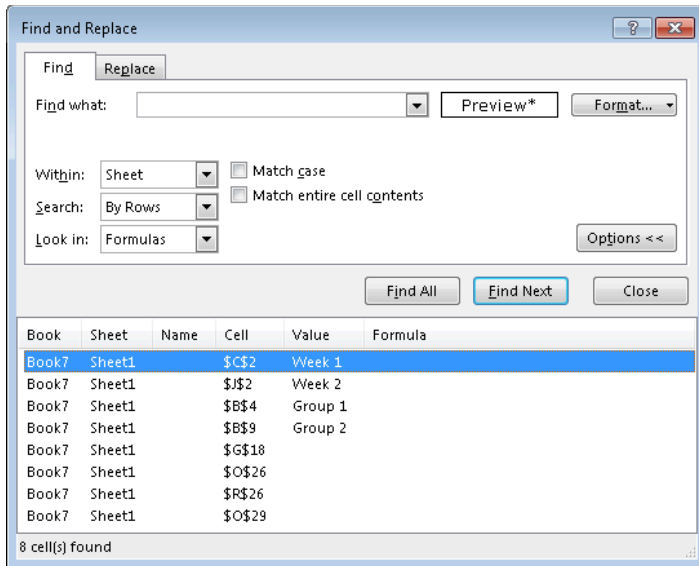 Find and Replace
Find Replace
Find what: Preview* Format...
Within: Sheet Match case
Search: By Rows Match entire cell contents
Look in: Formulas
Options <<
Find All Find Next Close
Book Sheet Name Cell Value Formula
Book7 Sheet1 $C$2 Week 1
Book7 Sheet1 $J$2 Week 2
Book7 Sheet1 $B$4 Group 1
Book7 Sheet1 $B$9 Group 2
Book7 Sheet1 $G$18
Book7 Sheet1 $O$26
Book7 Sheet1 $R$26
Book7 Sheet1 $O$29
8 cell(s) found